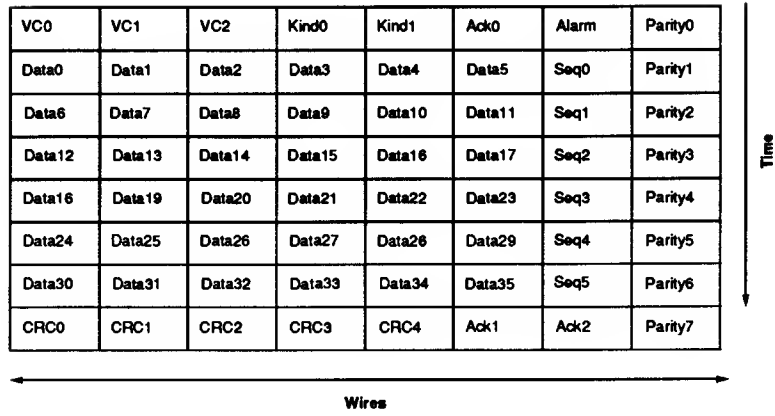 VC0 VC1 VC2 Kind0 Kind1 Ack0 Alarm Parity0
Data0 Data1 Data2 Data3 Data4 Data5 Seq0 Parity1
Data6 Data7 Data8 Data9 Data10 Data11 Seq1 Parity2
Data12 Data13 Data14 Data15 Data16 Data17 Seq2 Parity3
Data16 Data19 Data20 Data21 Data22 Data23 Seq3 Parity4
Data24 Data25 Data26 Data27 Data26 Data29 Seq4 Parity5
Data30 Data31 Data32 Data33 Data34 Data35 Seq5 Parity6
CRC0 CRC1 CRC2 CRC3 CRC4 Ack1 Ack2 Parity7
Time
Wires